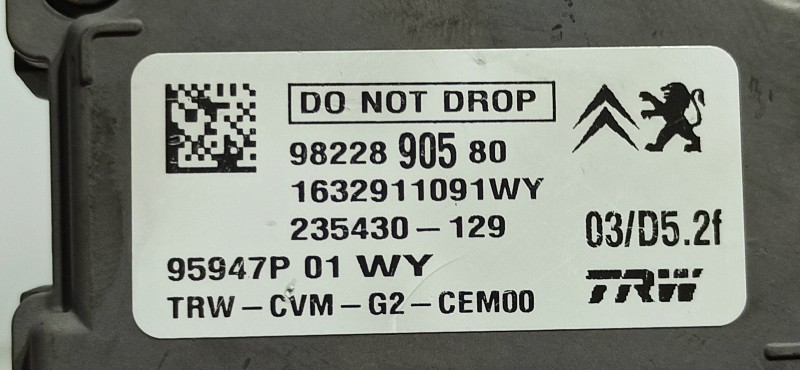 DO NOT DROP
98228 905 80
1632911091WY
235430-129
03/D5.2f
95947P 01 WY
TRW
TRW-CVM-G2-CEM00